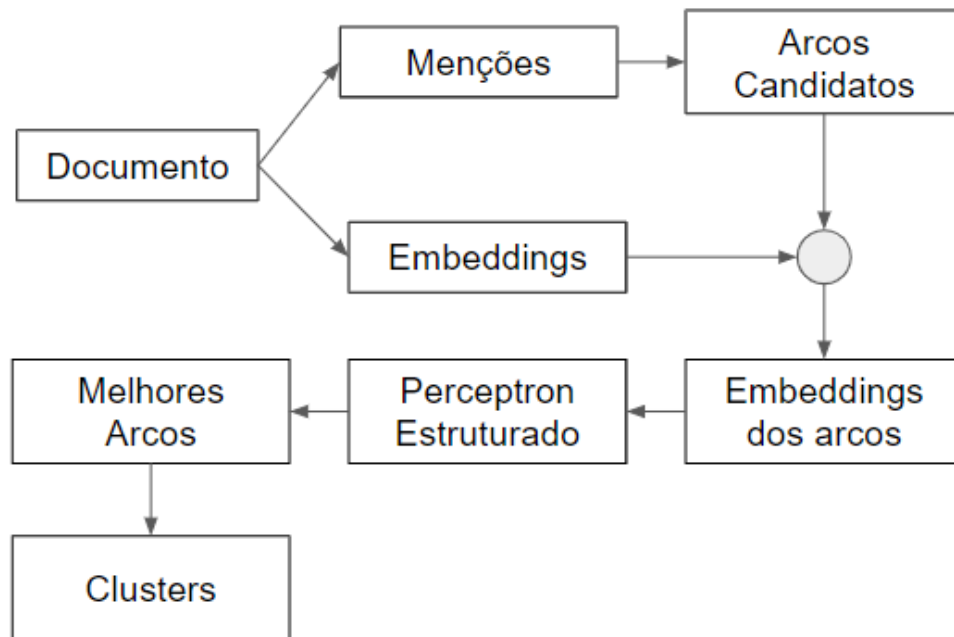 Menções
Arcos
Candidatos
Documento
Embeddings
Melhores
Arcos
Perceptron
Estruturado
Embeddings
dos arcos
Clusters